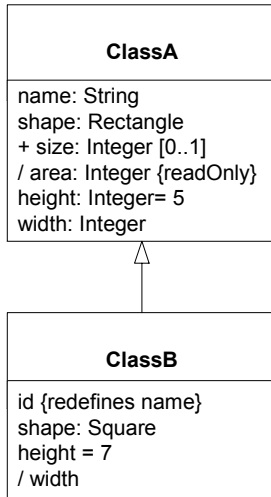 ClassA
name: String
shape: Rectangle
+ size: Integer [0..1]
/ area: Integer {readOnly}
height: Integer= 5
width: Integer
ClassB
id {redefines name}
shape: Square
height = 7
/ width